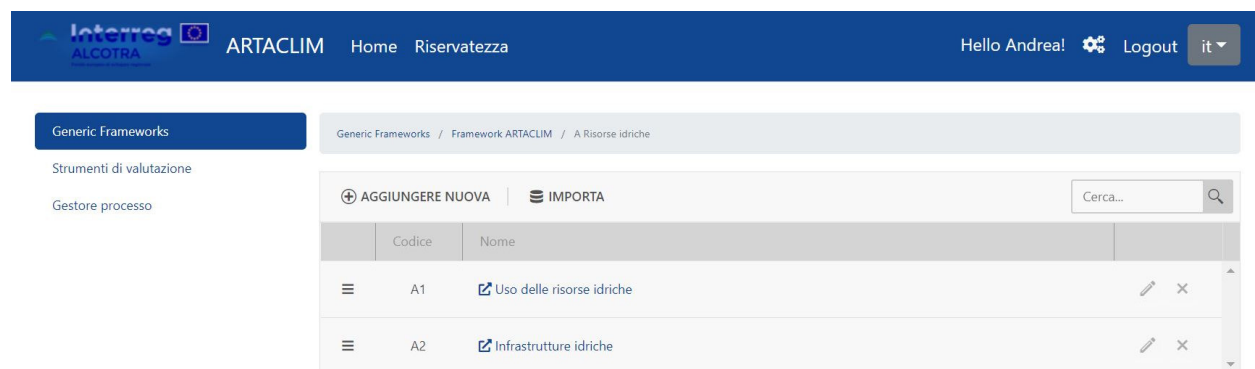 Interreg
ALCOTRA
ARTACLIM Home Riservatezza Hello Andrea! Logout it
Generic Frameworks
Strumenti di valutazione
Gestore processo
Generic Frameworks / Framework ARTACLIM / A Risorse idriche
AGGIUNGERE NUOVA IMPORTA Cerca...
Codice Nome
A1 Uso delle risorse idriche
A2 Infrastrutture idriche